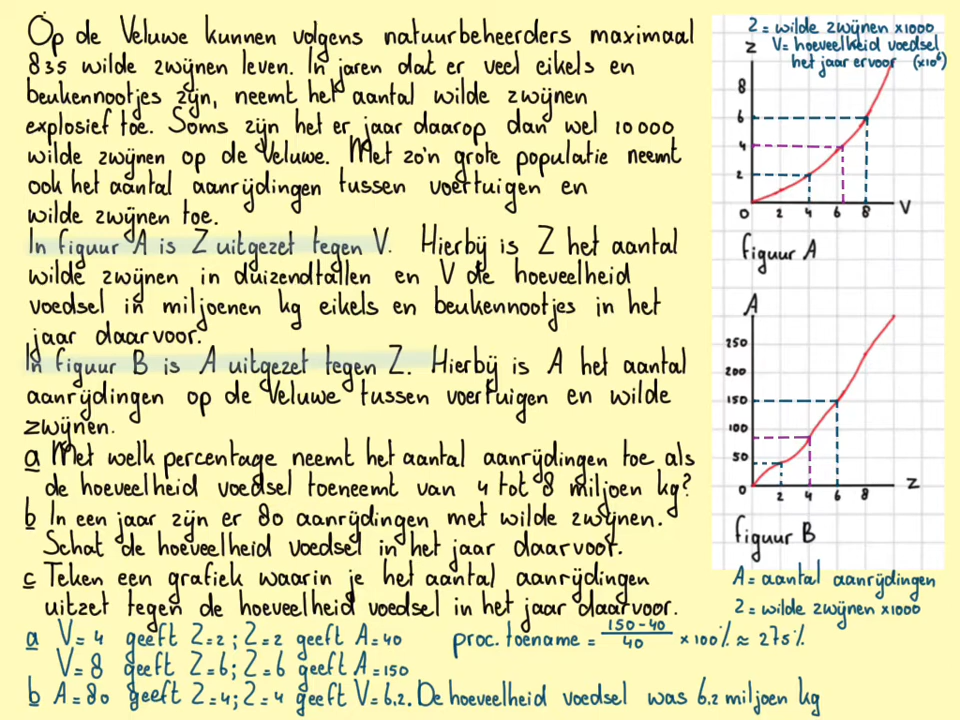 Op de Veluwe kunnen volgens natuurbeheerders maximaal
835 wilde zwijnen leven. In jaren dat er veel eikels en
beukennootjes zijn, neemt het aantal wilde zwijnen
explosief toe. Soms zijn het er jaar daarop dan wel 10 000
wilde zwijnen op de Veluwe. Met zo'n grote populatie neemt
ook het aantal aanrijdingen tussen voertuigen en
wilde zwijnen toe.
In figuur A is Z uitgezet tegen V. Hierbij is Z het aantal
wilde zwijnen in duizendtallen en V die hoeveelheid
voedsel in miljoenen kg eikels en beukennootjes in het
jaar daarvoor.
In figuur B is A uitgezet tegen Z. Hierbij is A het aantal
aanrijdingen op de Veluwe tussen voertuigen en wilde
zwijnen.
a Met welk percentage neemt het aantal aanrijdingen toe als
de hoeveelheid voedsel toeneemt van 4 tot 8 miljoen kg?
b In een jaar zijn er 80 aanrijdingen met wilde zwijnen.
Schat de hoeveelheid voedsel in het jaar daarvoor.
c Teken een grafiek waarin je het aantal aanrijdingen
uitzet tegen de hoeveelheid voedsel in het jaar daarvoor.
a V=4 geeft Z=2; Z=2 geeft A=40 proc. toename = (150-40)/40 × 100% ≈ 275%
V=8 geeft Z=6; Z=6 geeft A=150
b A=80 geeft Z=4; Z=4 geeft V=6,2. De hoeveelheid voedsel was 6.2 miljoen kg
Z = wilde zwijnen x1000
Z V= hoeveelheid voedsel
het jaar ervoor (x10⁶)
8
6
4
2
0 2 4 6 8 V
figuur A
A
250
200
150
100
50
0 2 4 6 8 Z
figuur B
A = aantal aanrijdingen
Z = wilde zwijnen x1000